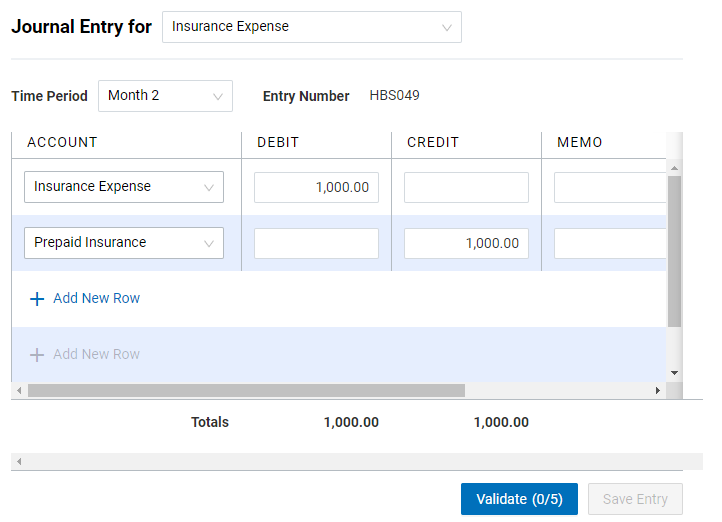 Journal Entry for Insurance Expense
Time Period Month 2 Entry Number HBS049
ACCOUNT DEBIT CREDIT MEMO
Insurance Expense 1,000.00
Prepaid Insurance 1,000.00
+ Add New Row
+ Add New Row
Totals 1,000.00 1,000.00
Validate (0/5) Save Entry